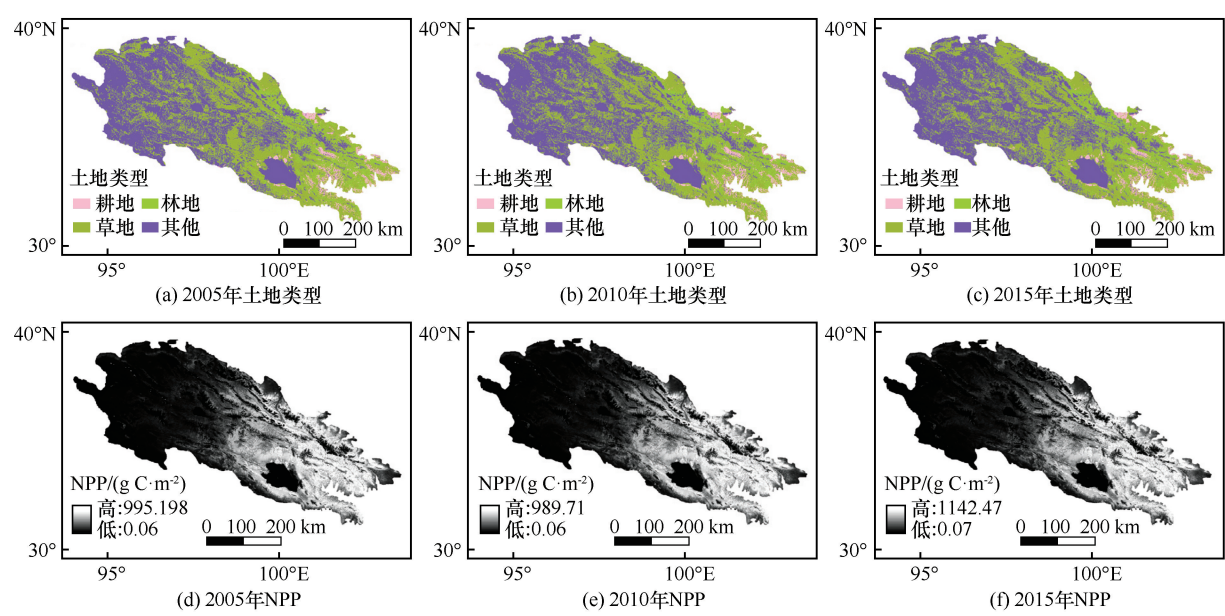 40°N
土地类型
耕地 林地
草地 其他
0 100 200 km
30°
95° 100°E
(a) 2005年土地类型
40°N
土地类型
耕地 林地
草地 其他
0 100 200 km
30°
95° 100°E
(b) 2010年土地类型
40°N
土地类型
耕地 林地
草地 其他
0 100 200 km
30°
95° 100°E
(c) 2015年土地类型
40°N
NPP/(g C·m⁻²)
高:995.198
低:0.06
0 100 200 km
30°
95° 100°E
(d) 2005年NPP
40°N
NPP/(g C·m⁻²)
高:989.71
低:0.06
0 100 200 km
30°
95° 100°E
(e) 2010年NPP
40°N
NPP/(g C·m⁻²)
高:1142.47
低:0.07
0 100 200 km
30°
95° 100°E
(f) 2015年NPP